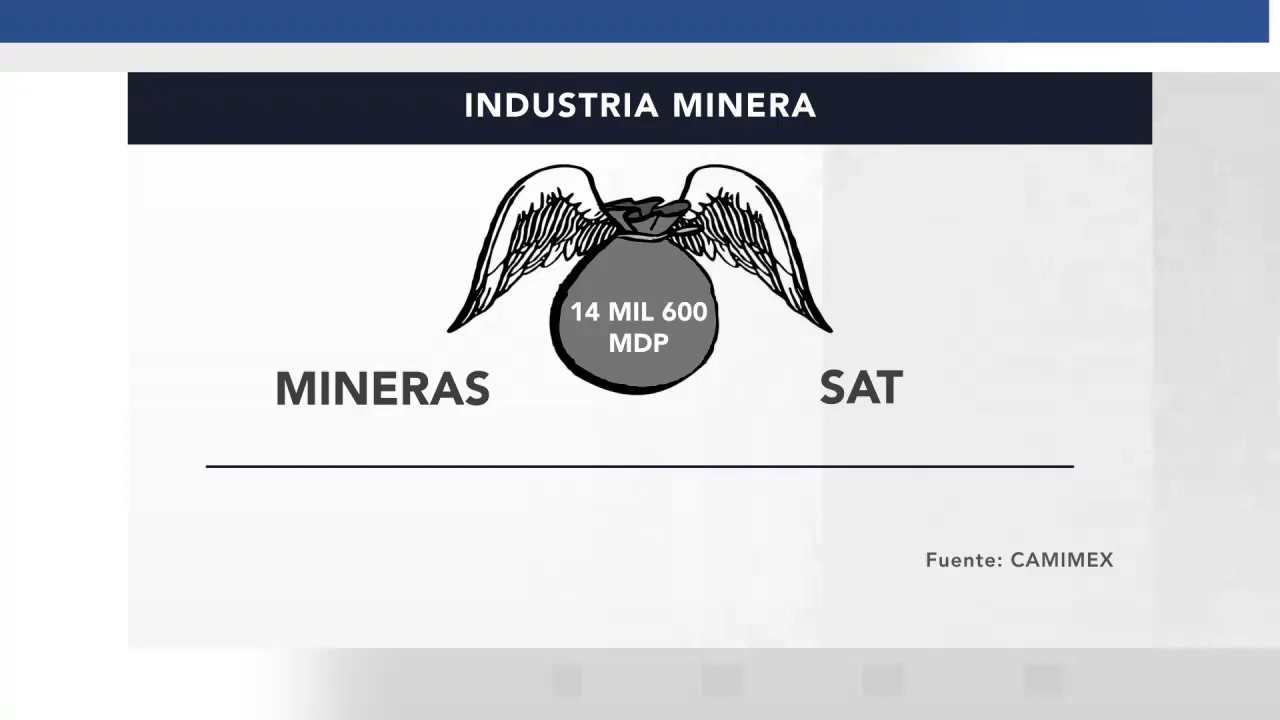 INDUSTRIA MINERA
14 MIL 600
MDP
MINERAS
SAT
Fuente: CAMIMEX